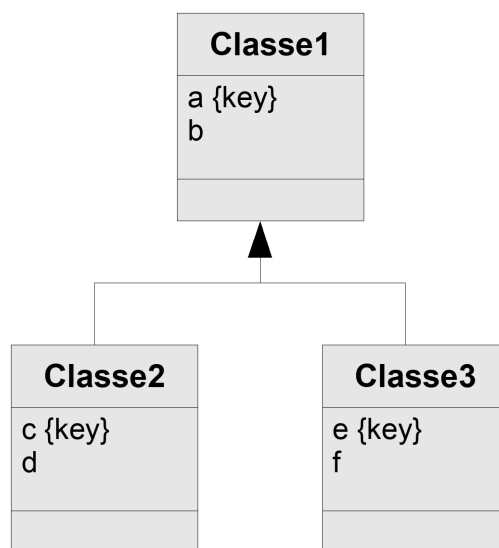 Classe1
a {key}
b
Classe2
c {key}
d
Classe3
e {key}
f